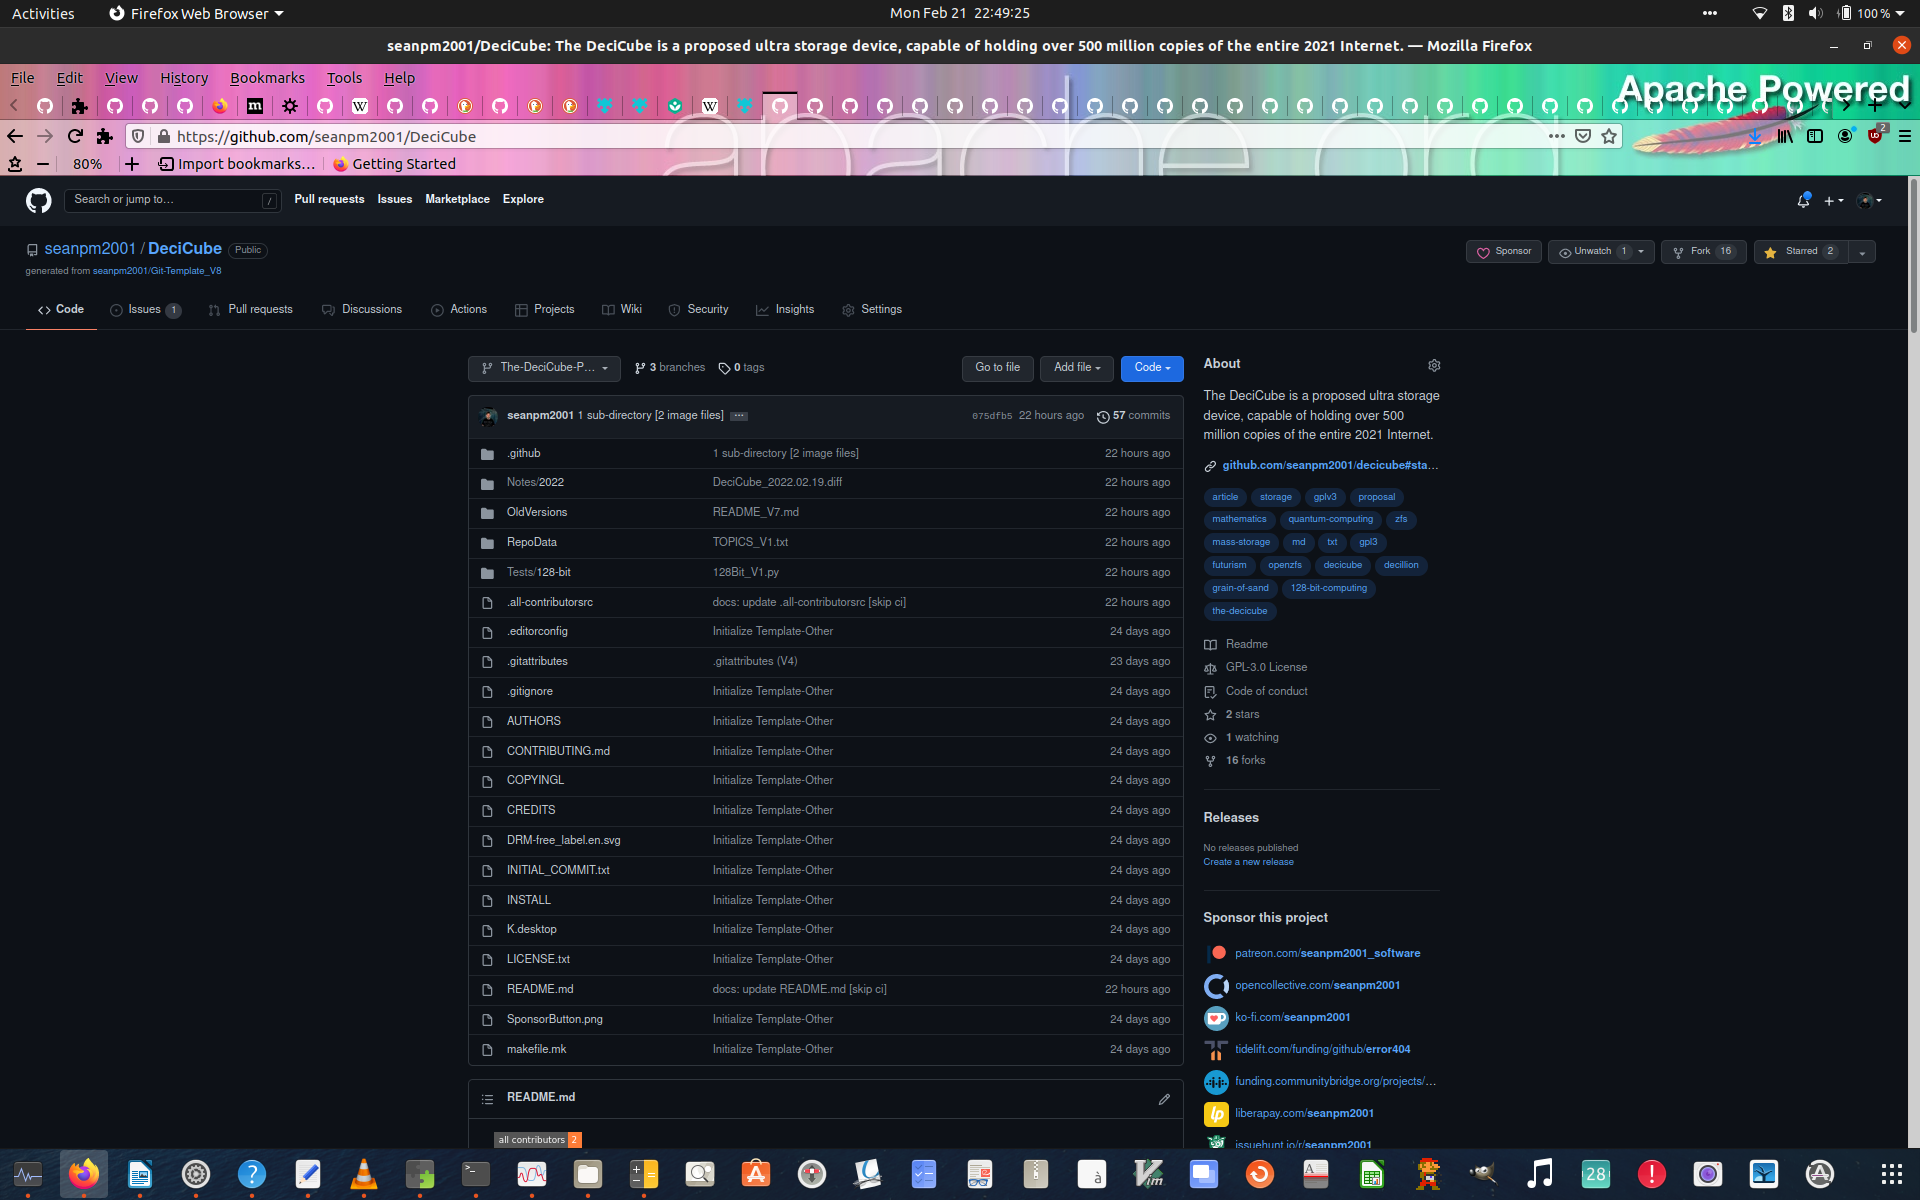 Activities
Firefox Web Browser
Mon Feb 21 22:49:25
100 %
seanpm2001/DeciCube: The DeciCube is a proposed ultra storage device, capable of holding over 500 million copies of the entire 2021 Internet. — Mozilla Firefox
File Edit View History Bookmarks Tools Help
Apache Powered
https://github.com/seanpm2001/DeciCube
2
80%
Import bookmarks...
Getting Started
apache.org
Search or jump to...
/
Pull requests
Issues
Marketplace
Explore
seanpm2001 / DeciCube
Public
generated from seanpm2001/Git-Template_V8
Sponsor
Unwatch 1
Fork 16
Starred 2
Code
Issues 1
Pull requests
Discussions
Actions
Projects
Wiki
Security
Insights
Settings
The-DeciCube-P...
3 branches
0 tags
Go to file
Add file
Code
seanpm2001 1 sub-directory [2 image files] ... 075dfb5 22 hours ago 57 commits
.github 1 sub-directory [2 image files] 22 hours ago
Notes/2022 DeciCube_2022.02.19.diff 22 hours ago
OldVersions README_V7.md 22 hours ago
RepoData TOPICS_V1.txt 22 hours ago
Tests/128-bit 128Bit_V1.py 22 hours ago
.all-contributorsrc docs: update .all-contributorsrc [skip ci] 22 hours ago
.editorconfig Initialize Template-Other 24 days ago
.gitattributes .gitattributes (V4) 23 days ago
.gitignore Initialize Template-Other 24 days ago
AUTHORS Initialize Template-Other 24 days ago
CONTRIBUTING.md Initialize Template-Other 24 days ago
COPYINGL Initialize Template-Other 24 days ago
CREDITS Initialize Template-Other 24 days ago
DRM-free_label.en.svg Initialize Template-Other 24 days ago
INITIAL_COMMIT.txt Initialize Template-Other 24 days ago
INSTALL Initialize Template-Other 24 days ago
K.desktop Initialize Template-Other 24 days ago
LICENSE.txt Initialize Template-Other 24 days ago
README.md docs: update README.md [skip ci] 22 hours ago
SponsorButton.png Initialize Template-Other 24 days ago
makefile.mk Initialize Template-Other 24 days ago
README.md
all contributors 2
About
The DeciCube is a proposed ultra storage
device, capable of holding over 500
million copies of the entire 2021 Internet.
github.com/seanpm2001/decicube#sta...
article storage gplv3 proposal
mathematics quantum-computing zfs
mass-storage md txt gpl3
futurism openzfs decicube decillion
grain-of-sand 128-bit-computing
the-decicube
Readme
GPL-3.0 License
Code of conduct
2 stars
1 watching
16 forks
Releases
No releases published
Create a new release
Sponsor this project
patreon.com/seanpm2001_software
opencollective.com/seanpm2001
ko-fi.com/seanpm2001
tidelift.com/funding/github/error404
funding.communitybridge.org/projects/...
liberapay.com/seanpm2001
issuehunt.io/r/seanpm2001
28